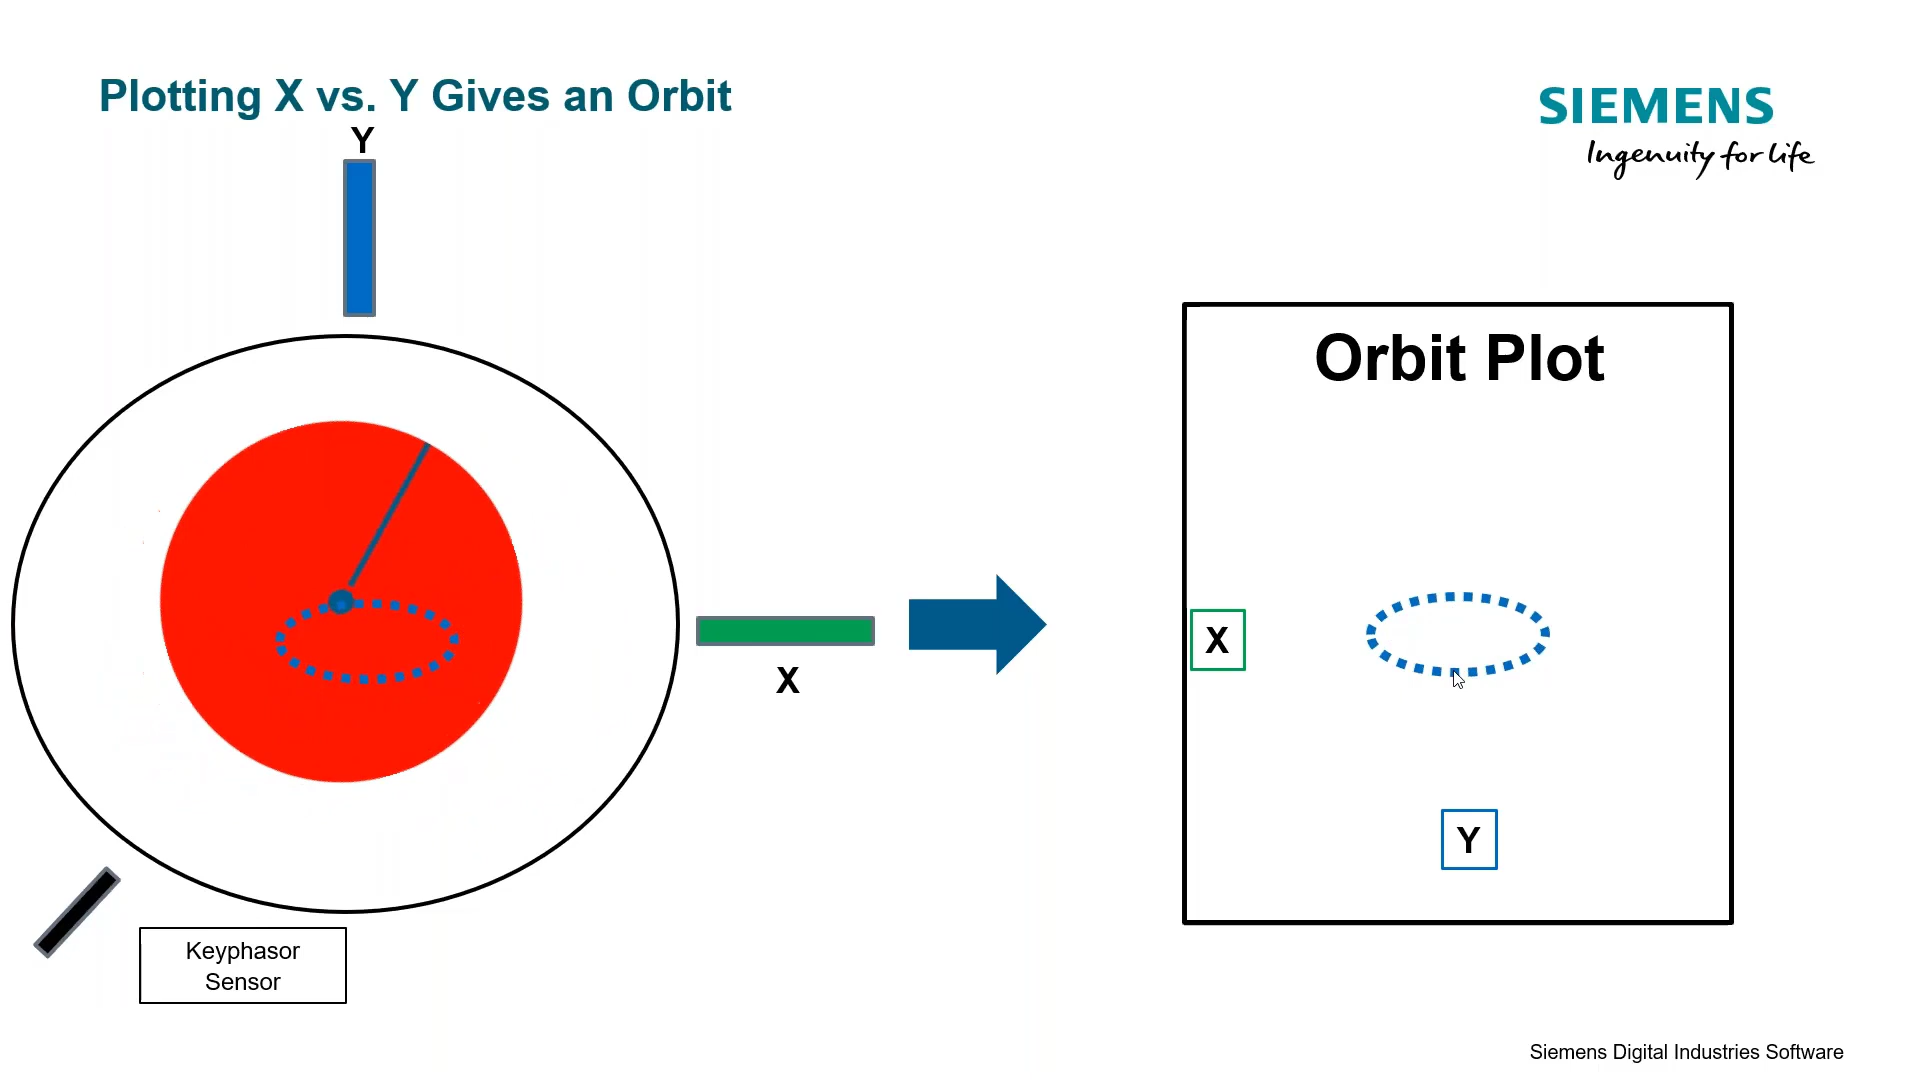 Plotting X vs. Y Gives an Orbit
SIEMENS
Ingenuity for life
Y
Orbit Plot
X
X
Y
Keyphasor
Sensor
Siemens Digital Industries Software